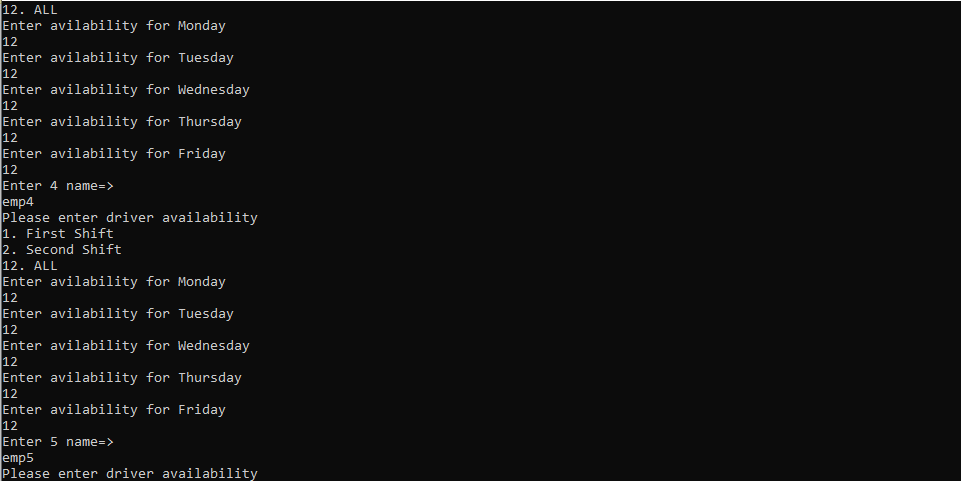 12. ALL
Enter avilability for Monday
12
Enter avilability for Tuesday
12
Enter avilability for Wednesday
12
Enter avilability for Thursday
12
Enter avilability for Friday
12
Enter 4 name=>
emp4
Please enter driver availability
1. First Shift
2. Second Shift
12. ALL
Enter avilability for Monday
12
Enter avilability for Tuesday
12
Enter avilability for Wednesday
12
Enter avilability for Thursday
12
Enter avilability for Friday
12
Enter 5 name=>
emp5
Please enter driver availability